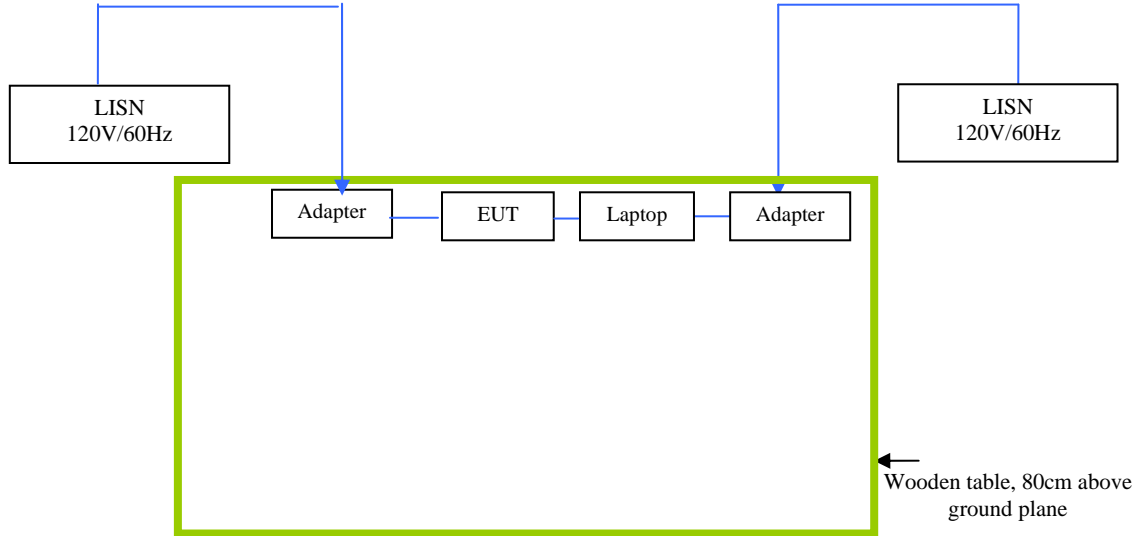 LISN
120V/60Hz
LISN
120V/60Hz
Adapter
EUT
Laptop
Adapter
Wooden table, 80cm above
ground plane